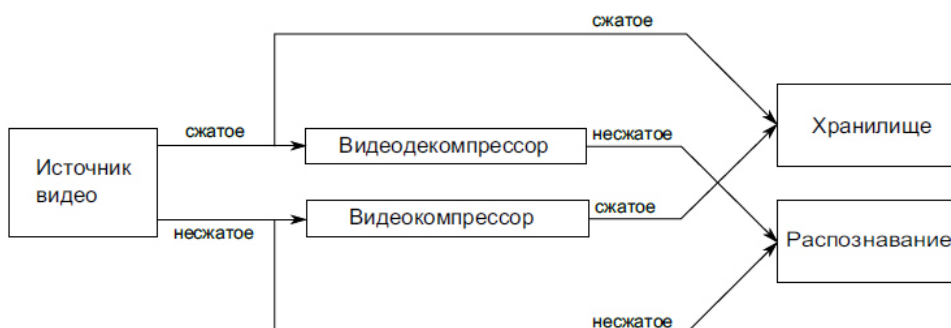 сжатое
Хранилище
сжатое
несжатое
Видеодекомпрессор
Источник
видео
Видеокомпрессор
сжатое
несжатое
Распознавание
несжатое